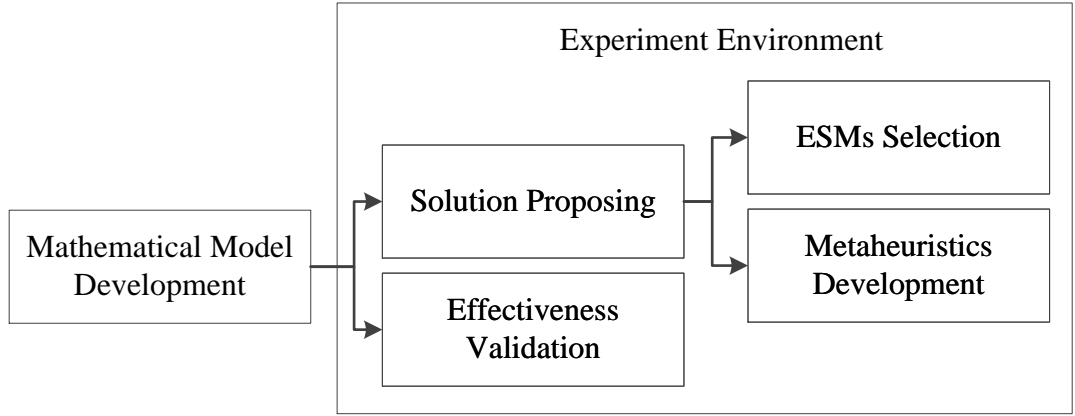 Experiment Environment
Mathematical Model
Development
Solution Proposing
Effectiveness
Validation
ESMs Selection
Metaheuristics
Development